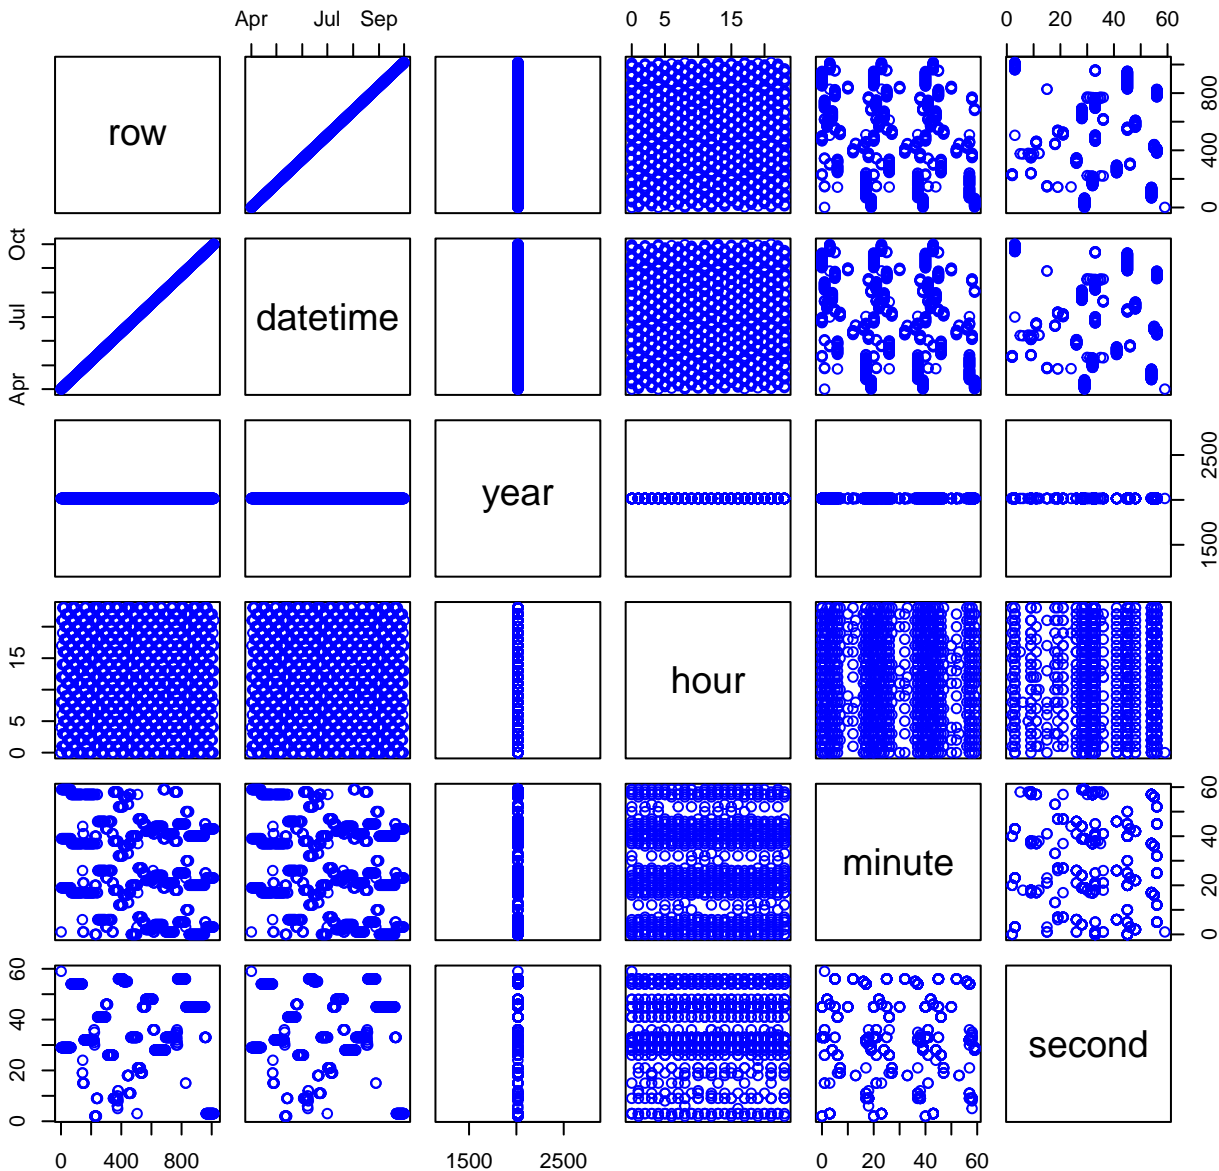 Apr Jul Sep 0 5 15 0 20 40 60
row 0 400 800
Apr Jul Oct datetime
year 1500 2500
0 5 15 hour
minute 0 20 40 60
0 20 40 60 second
0 400 800 1500 2500 0 20 40 60